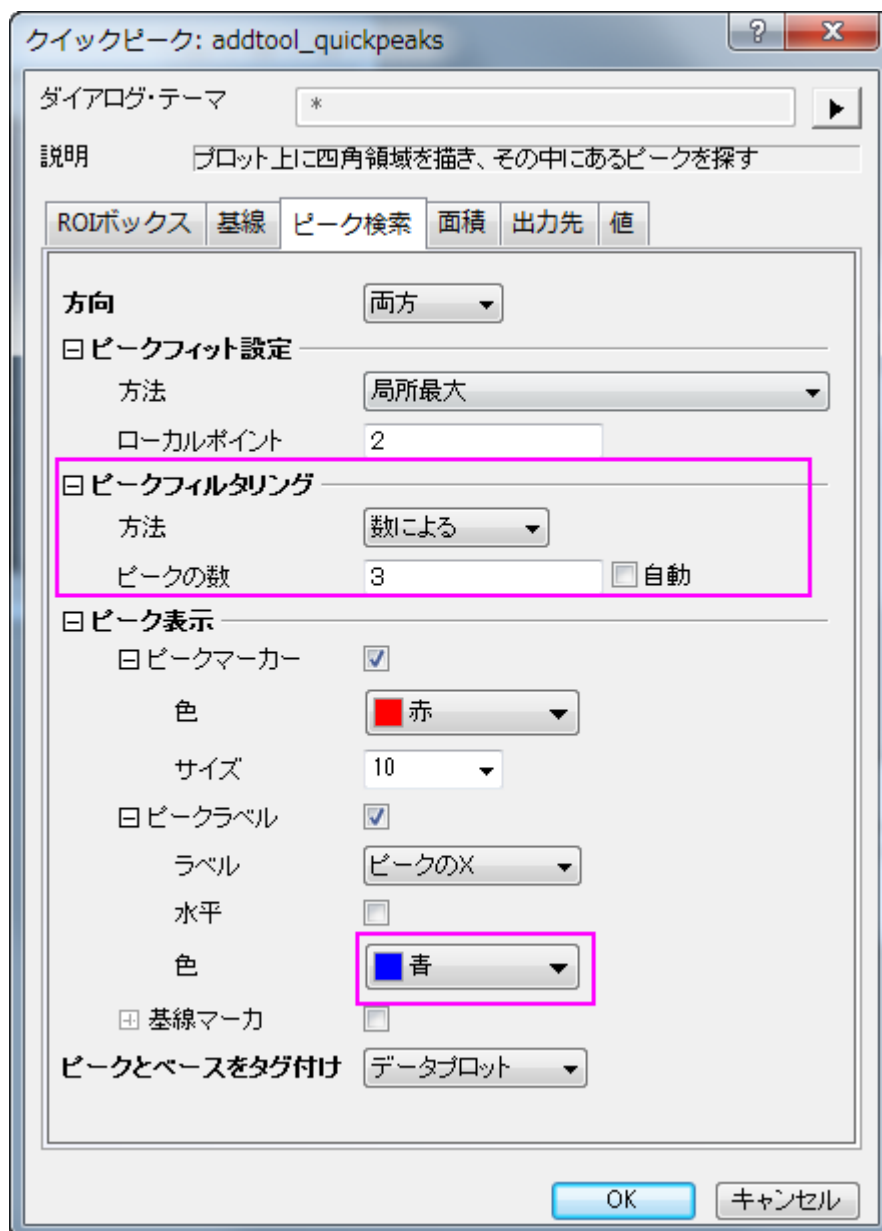 クイックピーク: addtool_quickpeaks
ダイアログ・テーマ *
説明 プロット上に四角領域を描き、その中にあるピークを探す
ROIボックス 基線 ピーク検索 面積 出力先 値
方向 両方
ピークフィット設定
方法 局所最大
ローカルポイント 2
ピークフィルタリング
方法 数による
ピークの数 3 自動
ピーク表示
ピークマーカー
色 赤
サイズ 10
ピークラベル
ラベル ピークのX
水平
色 青
基線マーカ
ピークとベースをタグ付け データプロット
OK キャンセル